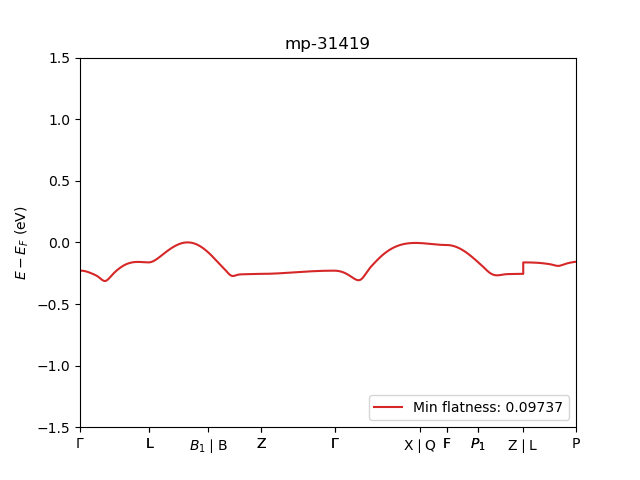 mp-31419
E − E_F (eV)
1.5
1.0
0.5
0.0
−0.5
−1.0
−1.5
Min flatness: 0.09737
Γ L B₁ | B Z Γ X | Q F P₁ Z | L P